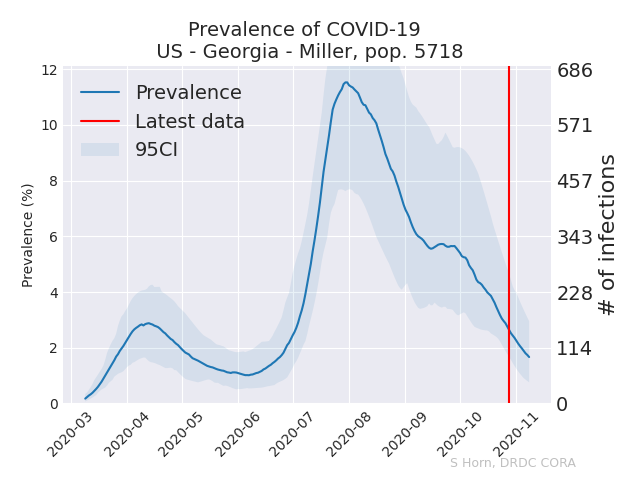 Prevalence of COVID-19
US - Georgia - Miller, pop. 5718
Prevalence
Latest data
95CI
Prevalence (%)
12
10
8
6
4
2
0
686
571
457
343
228
114
0
# of infections
2020-03
2020-04
2020-05
2020-06
2020-07
2020-08
2020-09
2020-10
2020-11
S Horn, DRDC CORA